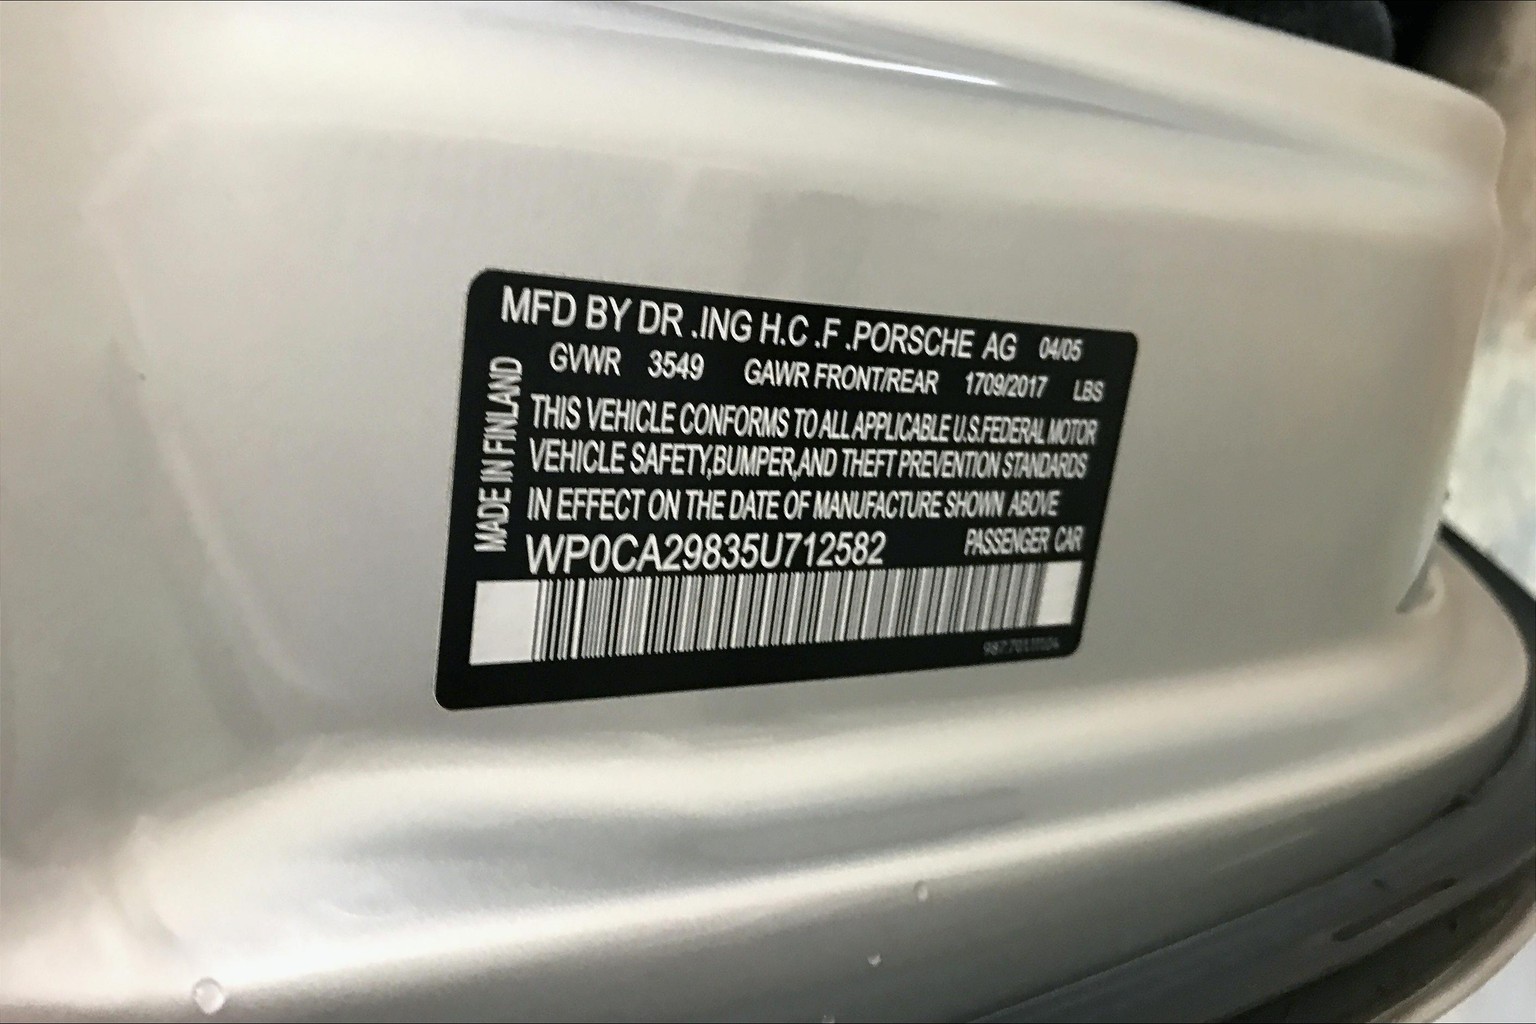 MFD BY DR .ING H.C .F .PORSCHE AG 04/05
GVWR 3549 GAWR FRONT/REAR 1709/2017 LBS
THIS VEHICLE CONFORMS TO ALL APPLICABLE U.S.FEDERAL MOTOR
VEHICLE SAFETY,BUMPER,AND THEFT PREVENTION STANDARDS
IN EFFECT ON THE DATE OF MANUFACTURE SHOWN ABOVE
WP0CA29835U712582 PASSENGER CAR
MADE IN FINLAND